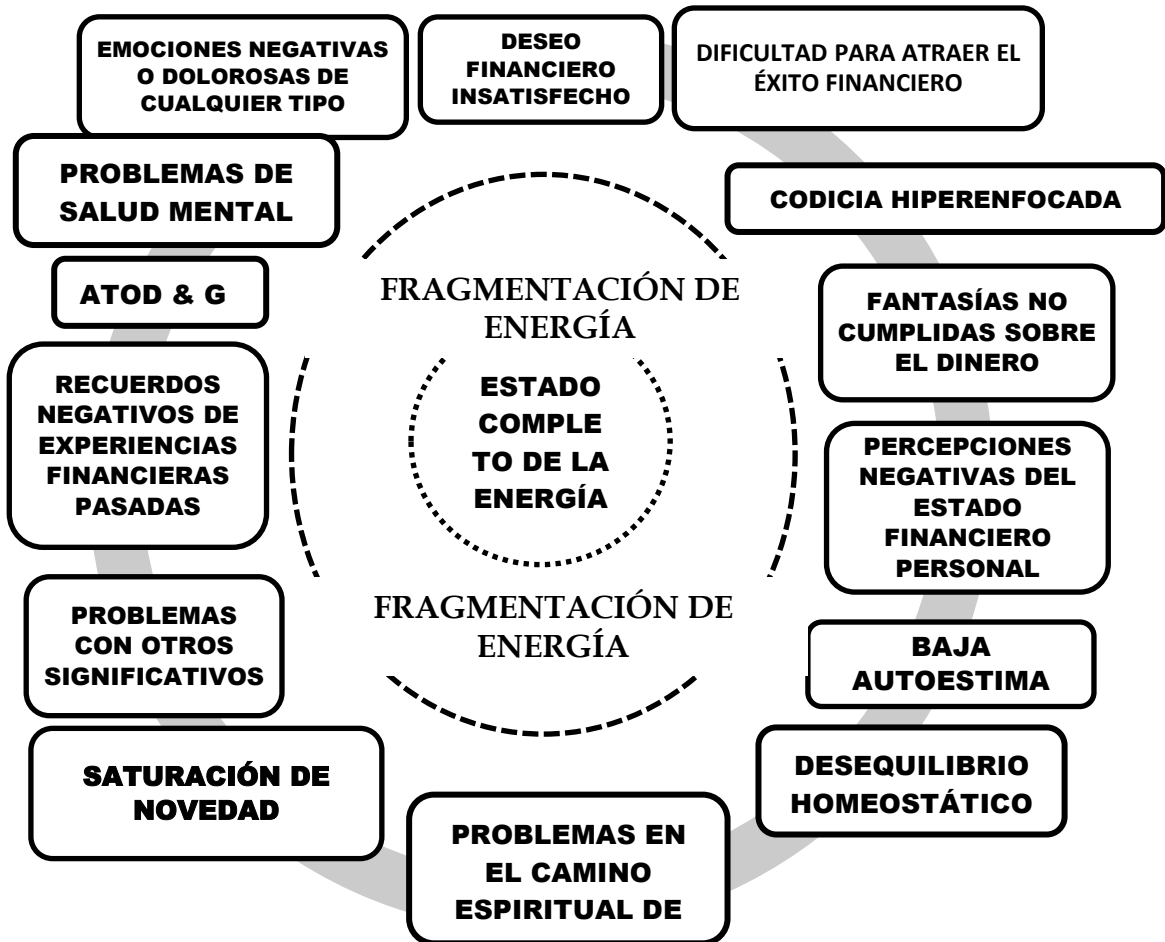 EMOCIONES NEGATIVAS
O DOLOROSAS DE
CUALQUIER TIPO
DESEO
FINANCIERO
INSATISFECHO
DIFICULTAD PARA ATRAER EL
ÉXITO FINANCIERO
PROBLEMAS DE
SALUD MENTAL
CODICIA HIPERENFOCADA
ATOD & G
FRAGMENTACIÓN DE
ENERGÍA
FANTASÍAS NO
CUMPLIDAS SOBRE
EL DINERO
RECUERDOS
NEGATIVOS DE
EXPERIENCIAS
FINANCIERAS
PASADAS
ESTADO
COMPLE
TO DE LA
ENERGÍA
PERCEPCIONES
NEGATIVAS DEL
ESTADO
FINANCIERO
PERSONAL
PROBLEMAS
CON OTROS
SIGNIFICATIVOS
FRAGMENTACIÓN DE
ENERGÍA
BAJA
AUTOESTIMA
SATURACIÓN DE
NOVEDAD
DESEQUILIBRIO
HOMEOSTÁTICO
PROBLEMAS EN
EL CAMINO
ESPIRITUAL DE